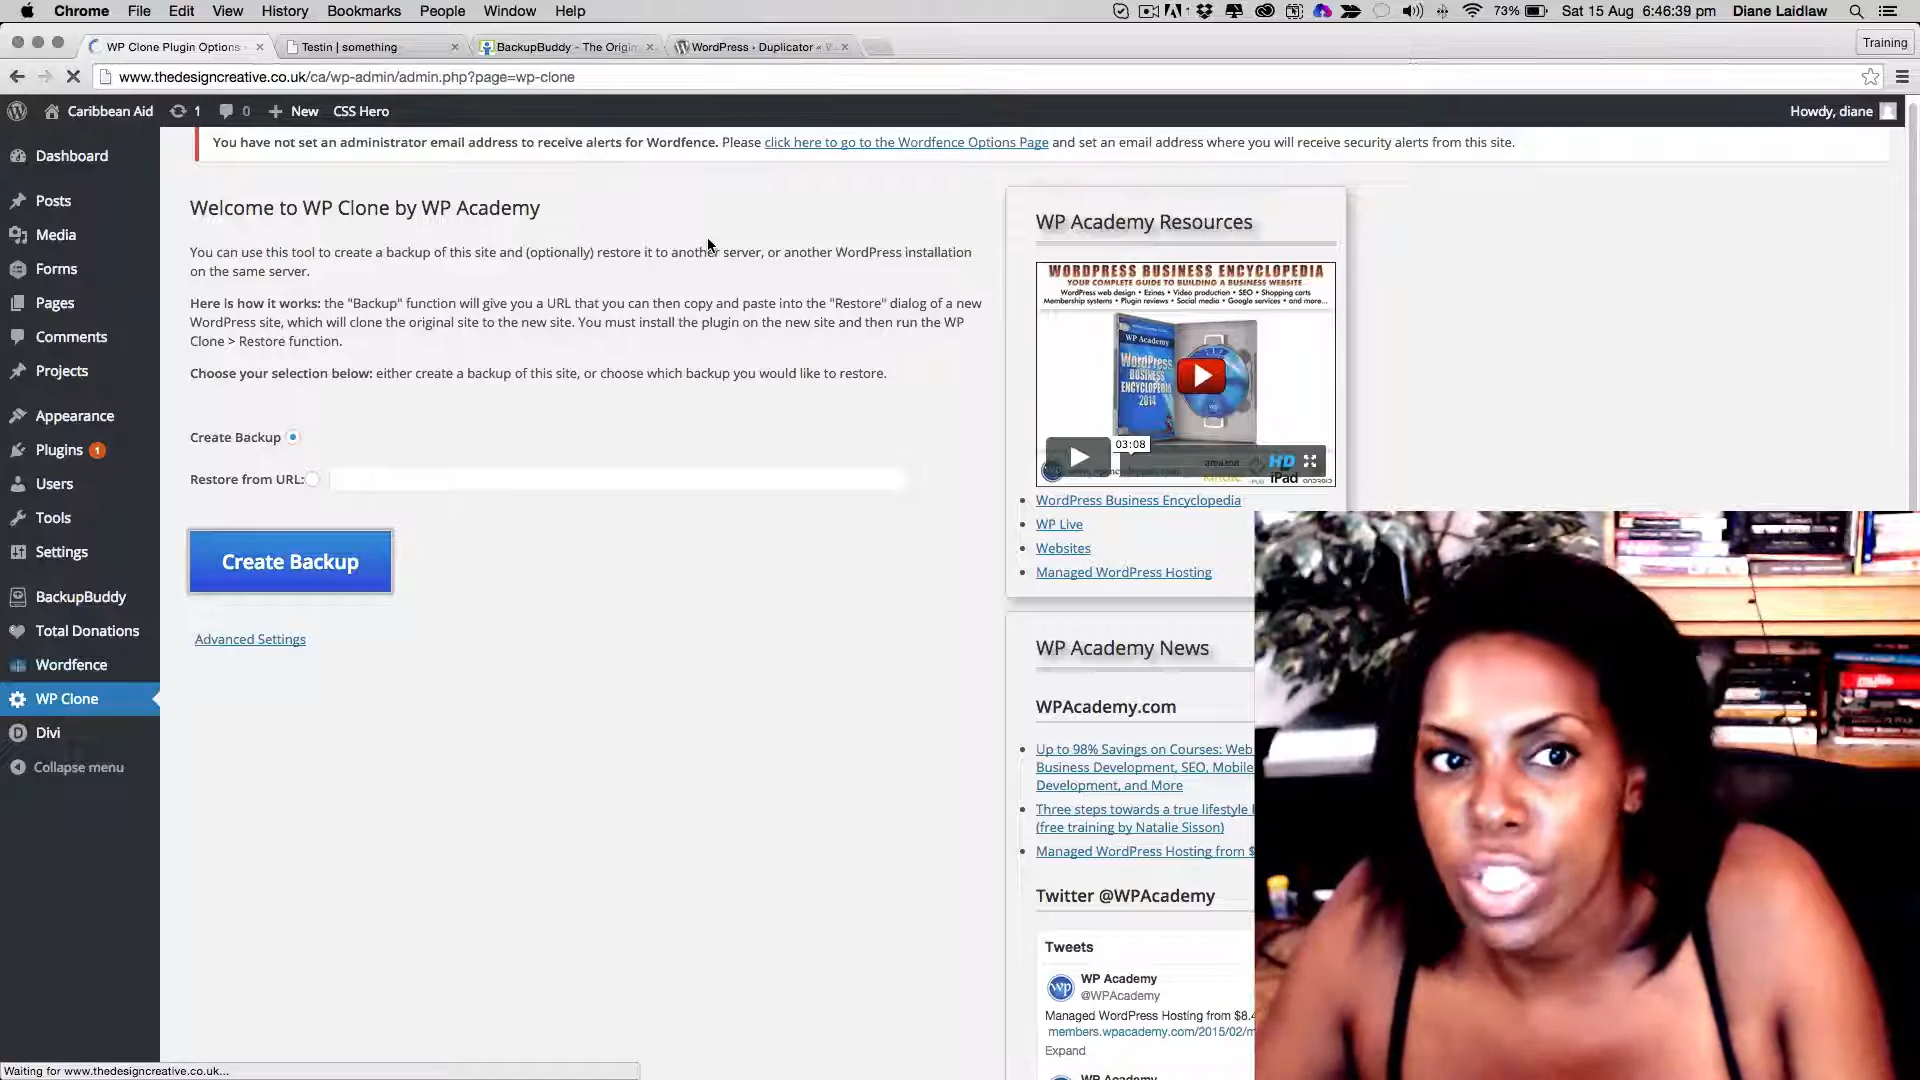 Chrome File Edit View History Bookmarks People Window Help 73% Sat 15 Aug 6:46:39 pm Diane Laidlaw
WP Clone Plugin Options Testin | something BackupBuddy - The Origin WordPress › Duplicator « Training
www.thedesigncreative.co.uk/ca/wp-admin/admin.php?page=wp-clone
Caribbean Aid 1 0 New CSS Hero Howdy, diane
You have not set an administrator email address to receive alerts for Wordfence. Please click here to go to the Wordfence Options Page and set an email address where you will receive security alerts from this site.
Dashboard
Posts
Media
Forms
Pages
Comments
Projects
Appearance
Plugins 1
Users
Tools
Settings
BackupBuddy
Total Donations
Wordfence
WP Clone
Divi
Collapse menu
Welcome to WP Clone by WP Academy
You can use this tool to create a backup of this site and (optionally) restore it to another server, or another WordPress installation
on the same server.
Here is how it works: the "Backup" function will give you a URL that you can then copy and paste into the "Restore" dialog of a new
WordPress site, which will clone the original site to the new site. You must install the plugin on the new site and then run the WP
Clone > Restore function.
Choose your selection below: either create a backup of this site, or choose which backup you would like to restore.
Create Backup
Restore from URL:
Create Backup
Advanced Settings
WP Academy Resources
WORDPRESS BUSINESS ENCYCLOPEDIA
YOUR COMPLETE GUIDE TO BUILDING A BUSINESS WEBSITE
WordPress web design • Ezines • Video production • SEO • Shopping carts
Membership systems • Plugin reviews • Social media • Google services • and more...
WP Academy
WORDPRESS
BUSINESS
ENCYCLOPEDIA
2014
03:08
HD
iPad
WordPress Business Encyclopedia
WP Live
Websites
Managed WordPress Hosting
WP Academy News
WPAcademy.com
Up to 98% Savings on Courses: Web
Business Development, SEO, Mobile
Development, and More
Three steps towards a true lifestyle
(free training by Natalie Sisson)
Managed WordPress Hosting from $
Twitter @WPAcademy
Tweets
WP Academy
@WPAcademy
Managed WordPress Hosting from $8.4
members.wpacademy.com/2015/02/m
Expand
WP Academy
Waiting for www.thedesigncreative.co.uk...